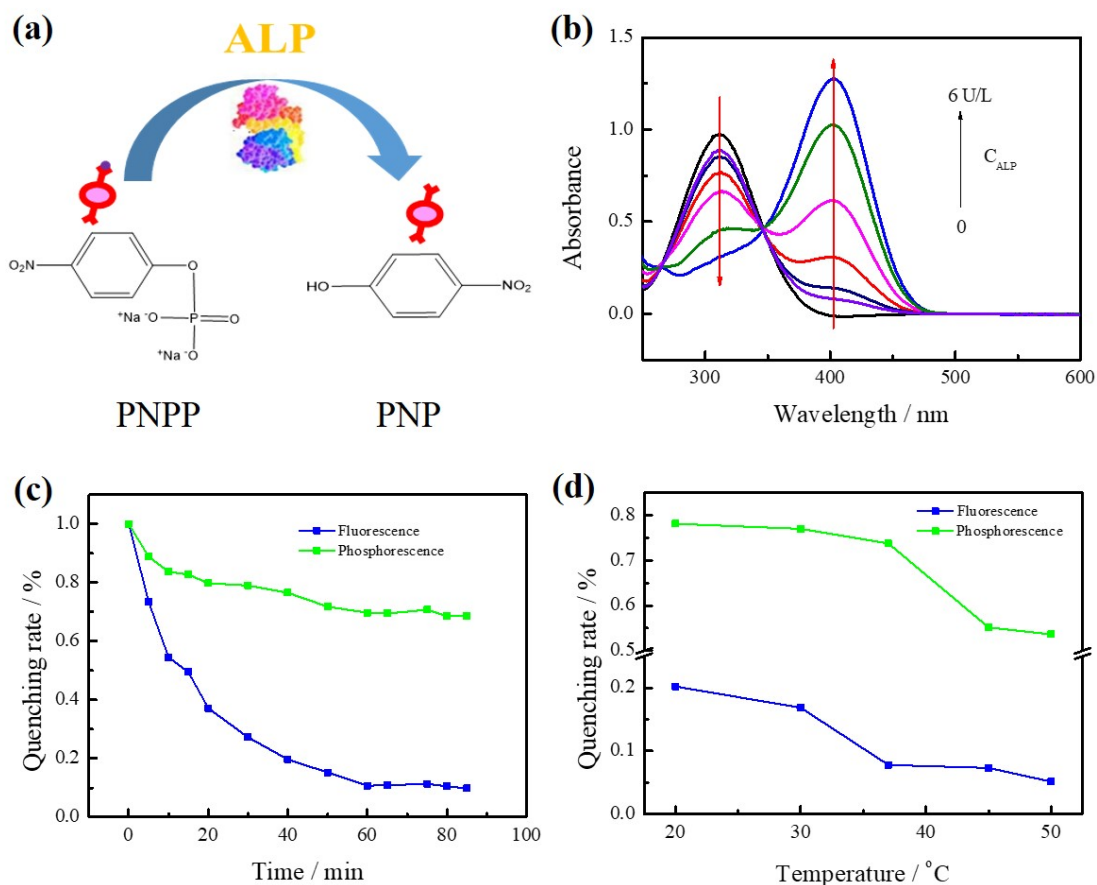 (a)
ALP
O₂N
O
⁺Na ⁻O
P
O
⁺Na ⁻O
HO
NO₂
PNPP
PNP
(b)
Absorbance
1.5
1.0
0.5
0.0
6 U/L
C_ALP
0
300
400
500
600
Wavelength / nm
(c)
Quenching rate / %
1.0
0.8
0.6
0.4
0.2
0.0
Fluorescence
Phosphorescence
0
20
40
60
80
100
Time / min
(d)
Quenching rate / %
0.8
0.7
0.6
0.5
0.2
0.1
0.0
Fluorescence
Phosphorescence
20
30
40
50
Temperature / °C